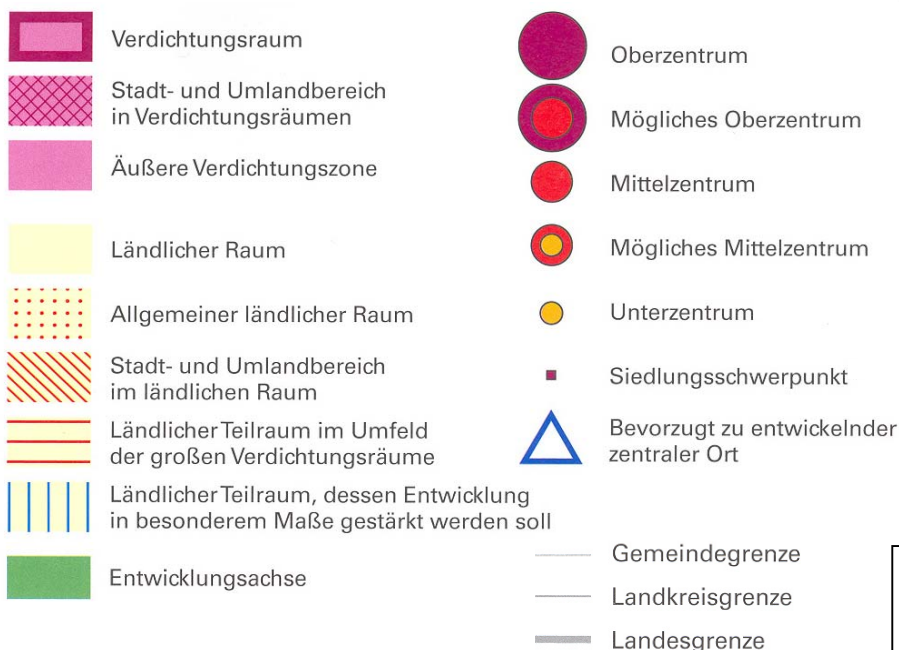 Verdichtungsraum
Stadt- und Umlandbereich
in Verdichtungsräumen
Äußere Verdichtungszone
Ländlicher Raum
Allgemeiner ländlicher Raum
Stadt- und Umlandbereich
im ländlichen Raum
Ländlicher Teilraum im Umfeld
der großen Verdichtungsräume
Ländlicher Teilraum, dessen Entwicklung
in besonderem Maße gestärkt werden soll
Entwicklungsachse
Oberzentrum
Mögliches Oberzentrum
Mittelzentrum
Mögliches Mittelzentrum
Unterzentrum
Siedlungsschwerpunkt
Bevorzugt zu entwickelnder
zentraler Ort
Gemeindegrenze
Landkreisgrenze
Landesgrenze